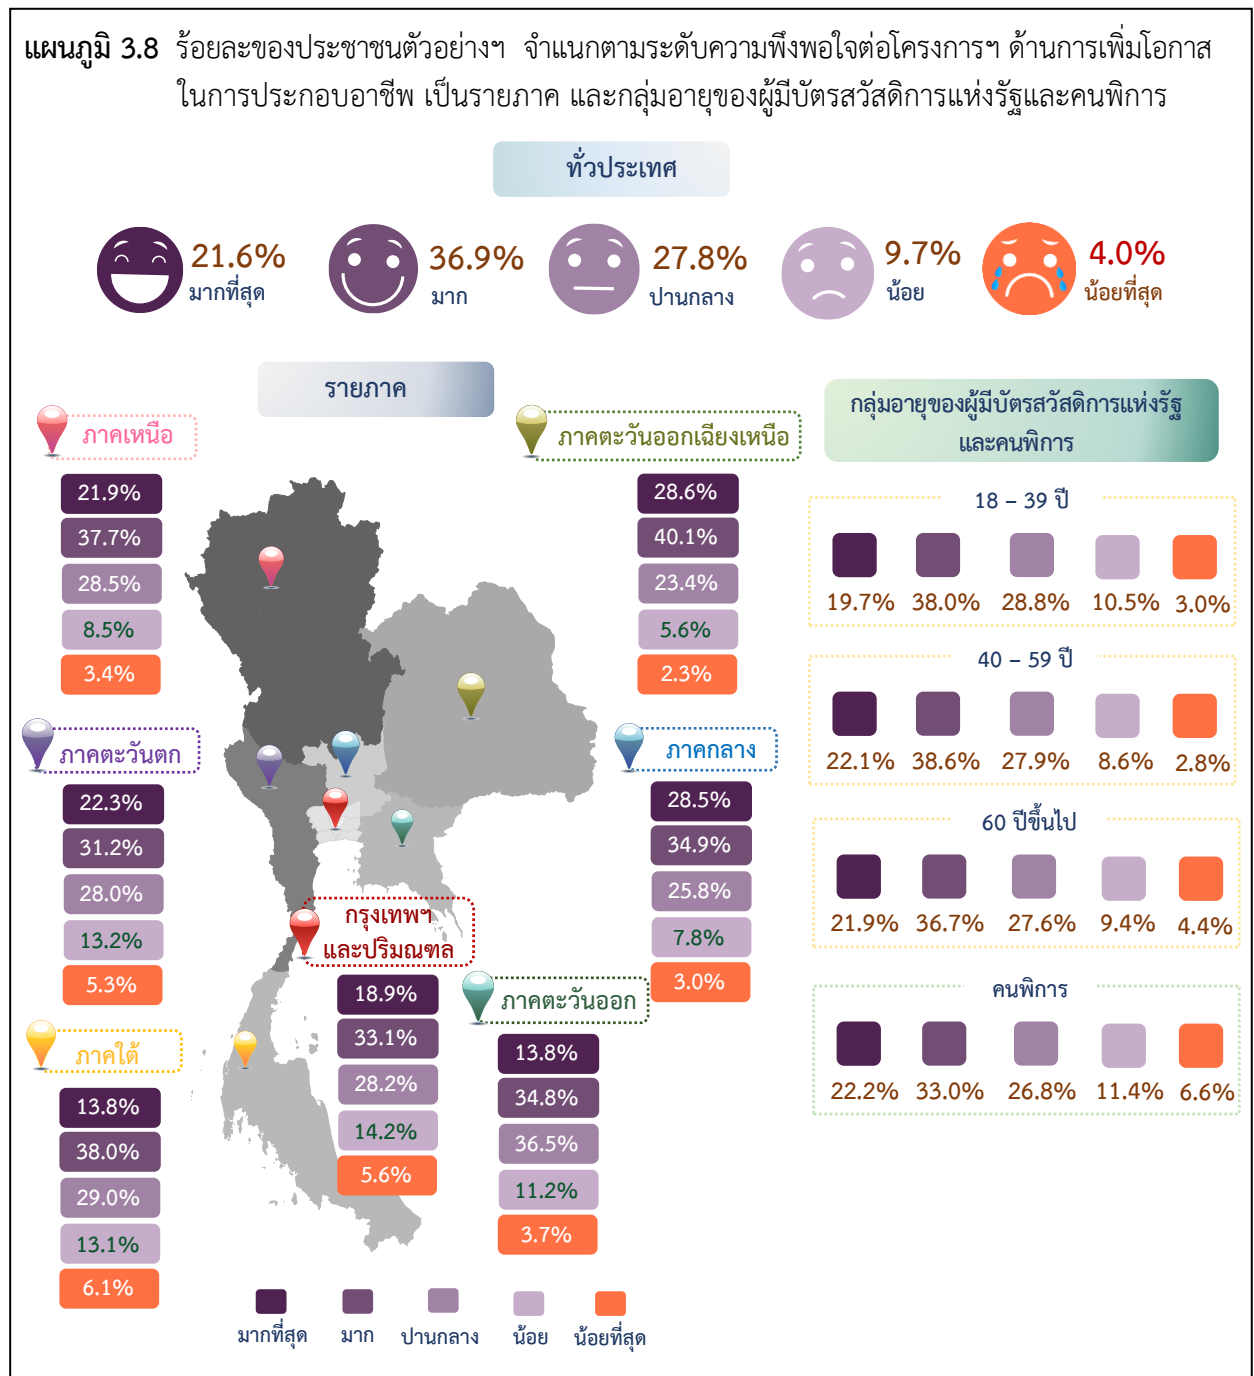 แผนภูมิ 3.8 ร้อยละของประชาชนตัวอย่างฯ จำแนกตามระดับความพึงพอใจต่อโครงการฯ ด้านการเพิ่มโอกาส
ในการประกอบอาชีพ เป็นรายภาค และกลุ่มอายุของผู้มีบัตรสวัสดิการแห่งรัฐและคนพิการ
ทั่วประเทศ
21.6%
มากที่สุด
36.9%
มาก
27.8%
ปานกลาง
9.7%
น้อย
4.0%
น้อยที่สุด
รายภาค
ภาคเหนือ
21.9%
37.7%
28.5%
8.5%
3.4%
ภาคตะวันออกเฉียงเหนือ
28.6%
40.1%
23.4%
5.6%
2.3%
ภาคตะวันตก
22.3%
31.2%
28.0%
13.2%
5.3%
ภาคกลาง
28.5%
34.9%
25.8%
7.8%
3.0%
กรุงเทพฯ
และปริมณฑล
18.9%
33.1%
28.2%
14.2%
5.6%
ภาคตะวันออก
13.8%
34.8%
36.5%
11.2%
3.7%
ภาคใต้
13.8%
38.0%
29.0%
13.1%
6.1%
มากที่สุด มาก ปานกลาง น้อย น้อยที่สุด
กลุ่มอายุของผู้มีบัตรสวัสดิการแห่งรัฐ
และคนพิการ
18 – 39 ปี
19.7% 38.0% 28.8% 10.5% 3.0%
40 – 59 ปี
22.1% 38.6% 27.9% 8.6% 2.8%
60 ปีขึ้นไป
21.9% 36.7% 27.6% 9.4% 4.4%
คนพิการ
22.2% 33.0% 26.8% 11.4% 6.6%